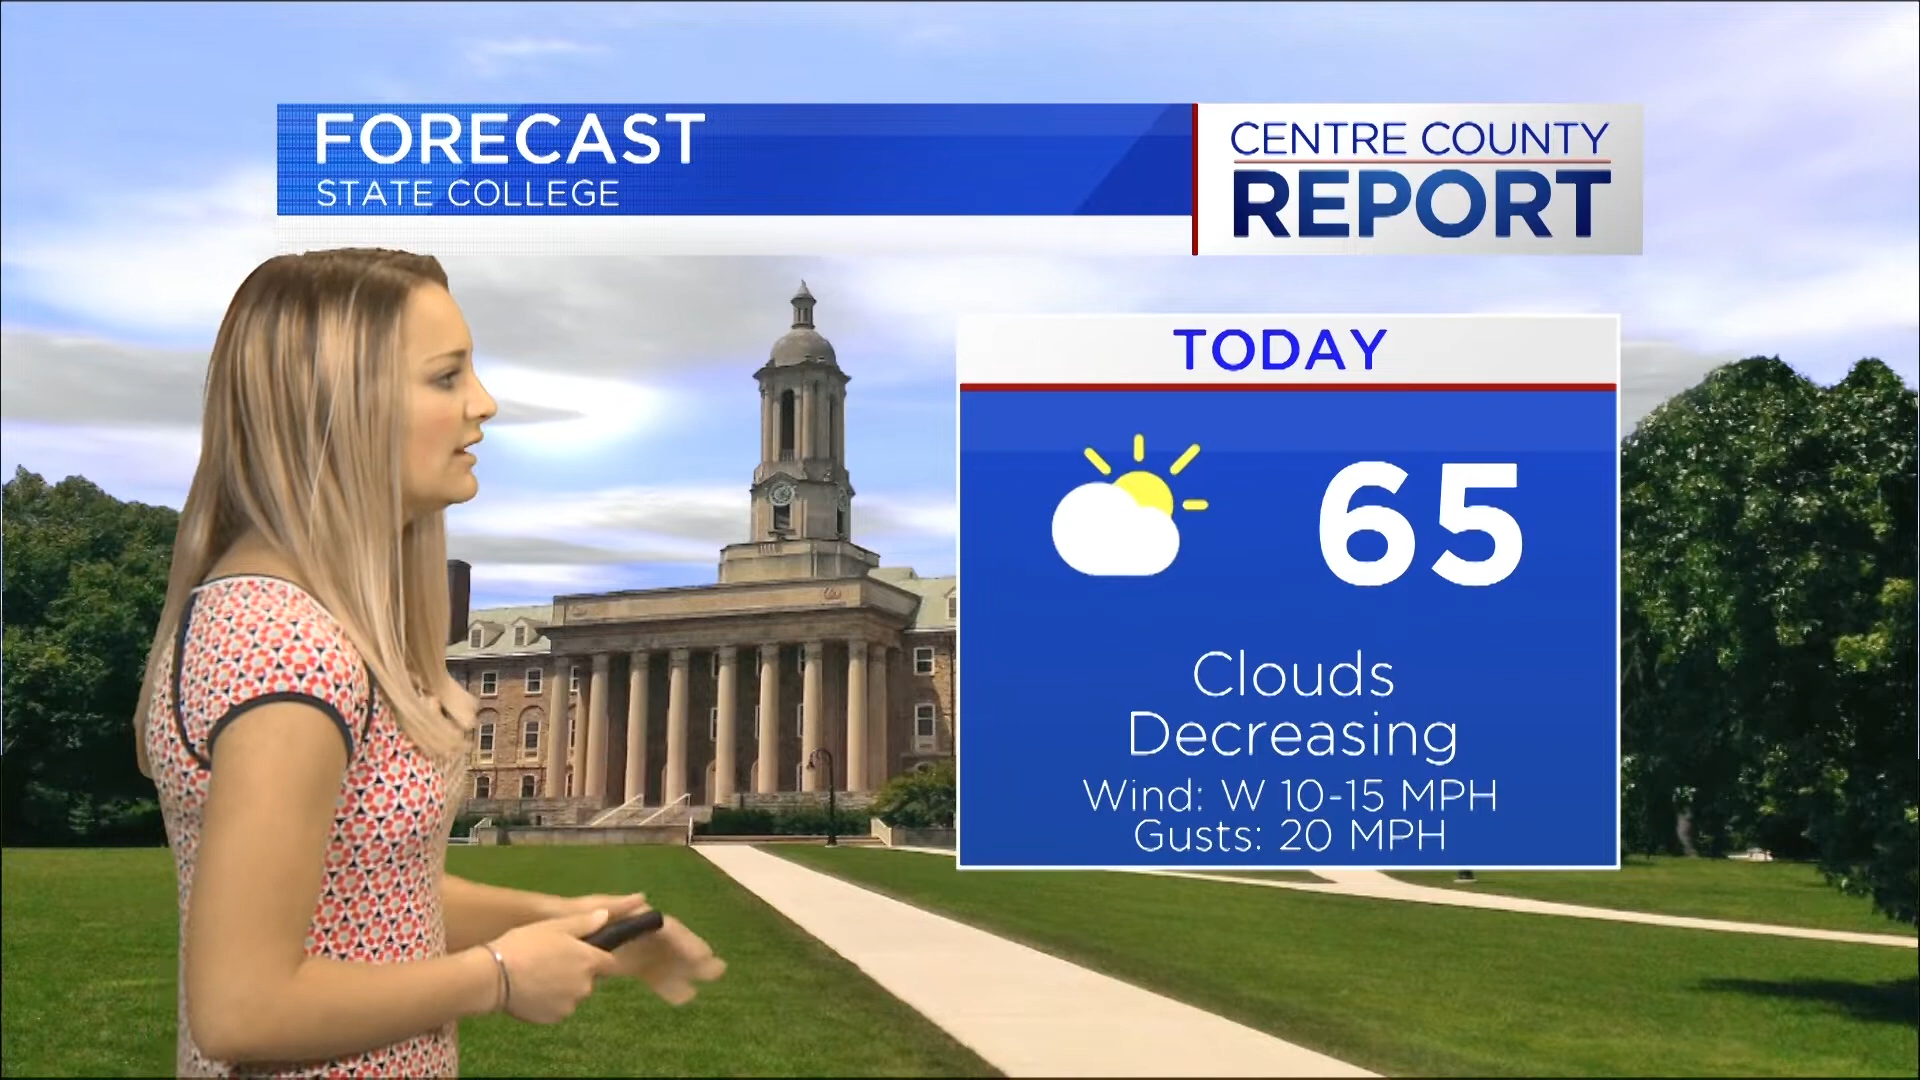 FORECAST
STATE COLLEGE
CENTRE COUNTY
REPORT
TODAY
65
Clouds
Decreasing
Wind: W 10-15 MPH
Gusts: 20 MPH